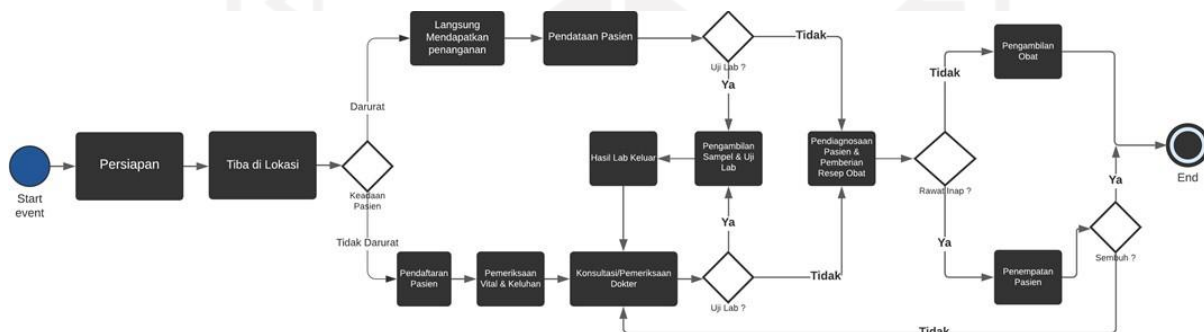 Start
event
Persiapan
Tiba di Lokasi
Keadaan
Pasien
Darurat
Langsung
Mendapatkan
penanganan
Pendataan Pasien
Uji Lab ?
Tidak
Ya
Pengambilan
Sampel & Uji
Lab
Hasil Lab Keluar
Tidak Darurat
Pendaftaran
Pasien
Pemeriksaan
Vital & Keluhan
Konsultasi/Pemeriksaan
Dokter
Uji Lab ?
Ya
Tidak
Pendiagnosaan
Pasien &
Pemberian
Resep Obat
Rawat Inap ?
Tidak
Pengambilan
Obat
Ya
Penempatan
Pasien
Sembuh ?
Ya
Tidak
End